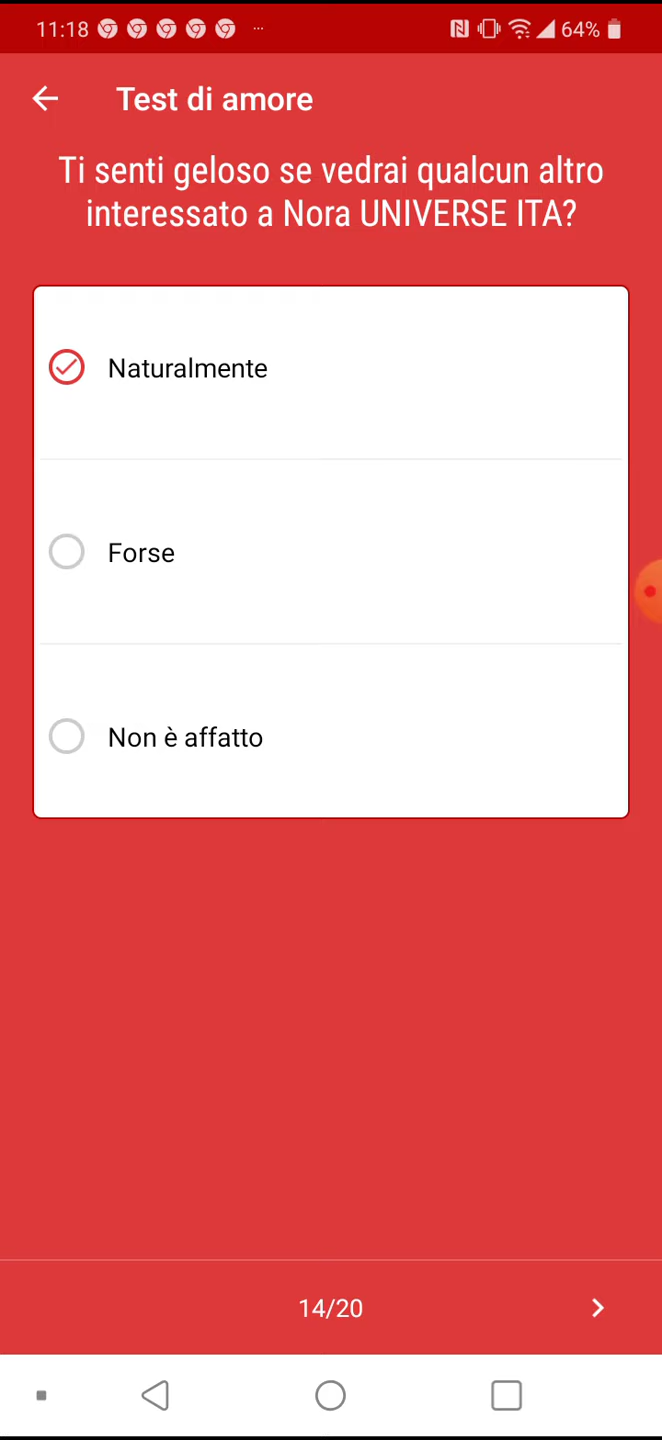 11:18 ... 64%
Test di amore
Ti senti geloso se vedrai qualcun altro
interessato a Nora UNIVERSE ITA?
Naturalmente
Forse
Non è affatto
14/20